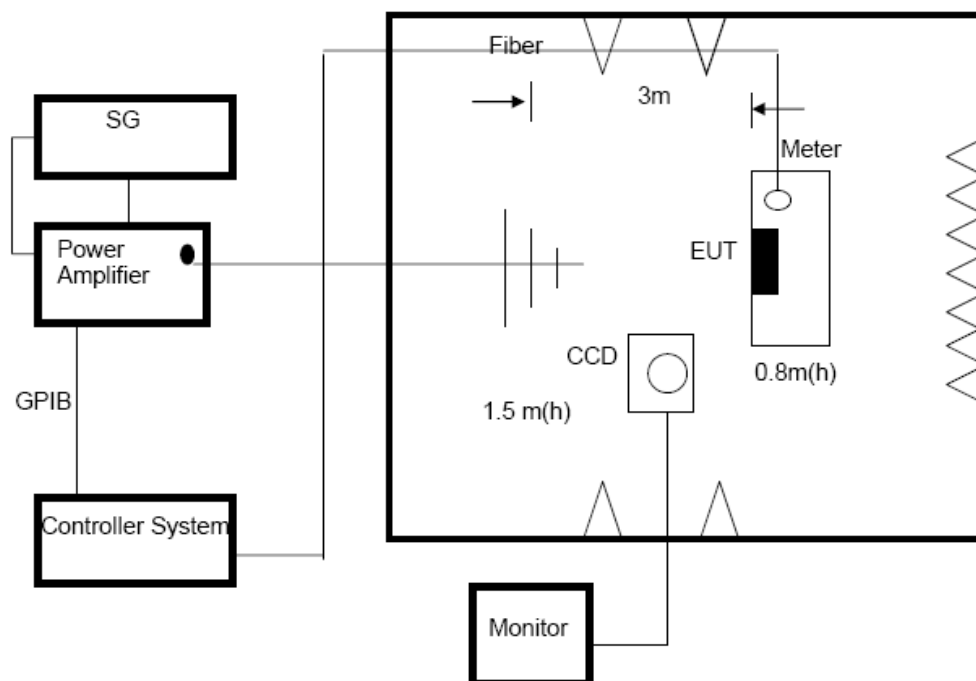 Fiber
3m
SG
Meter
Power
Amplifier
EUT
CCD
0.8m(h)
GPIB
1.5 m(h)
Controller System
Monitor